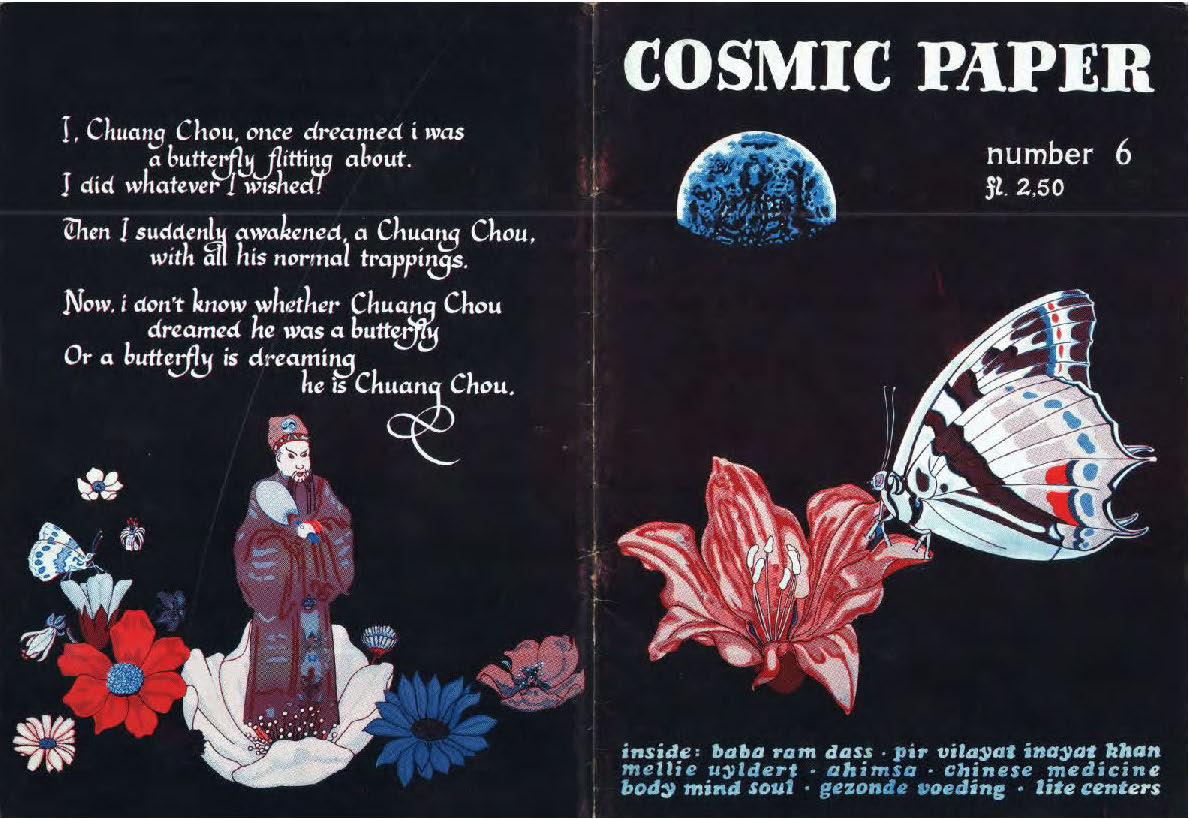 I, Chuang Chou, once dreamed i was
a butterfly flitting about.
I did whatever I wished!
Then I suddenly awakened, a Chuang Chou,
with all his normal trappings.
Now, i don't know whether Chuang Chou
dreamed he was a butterfly
Or a butterfly is dreaming
he is Chuang Chou.
COSMIC PAPER
number 6
fl. 2,50
inside: baba ram dass · pir vilayat inayat khan
mellie uyldert · ahimsa · chinese medicine
body mind soul · gezonde voeding · lite centers